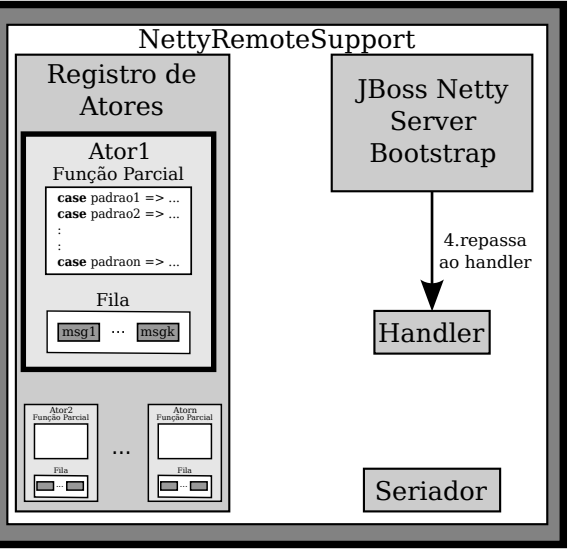 NettyRemoteSupport
Registro de
Atores
Ator1
Função Parcial
case padrao1 => ...
case padrao2 => ...
:
:
case padraon => ...
Fila
msg1 ... msgk
Ator2
Função Parcial
Fila
...
...
Atorn
Função Parcial
Fila
...
JBoss Netty
Server
Bootstrap
4.repassa
ao handler
Handler
Seriador